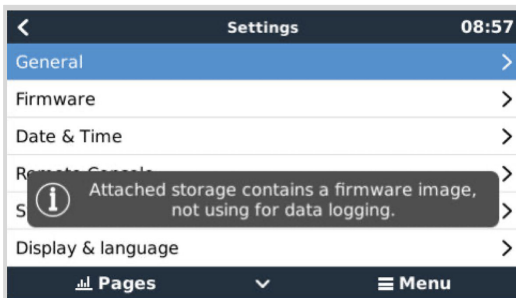 Settings
08:57
General
Firmware
Date & Time
Attached storage contains a firmware image,
not using for data logging.
Display & language
Pages
Menu